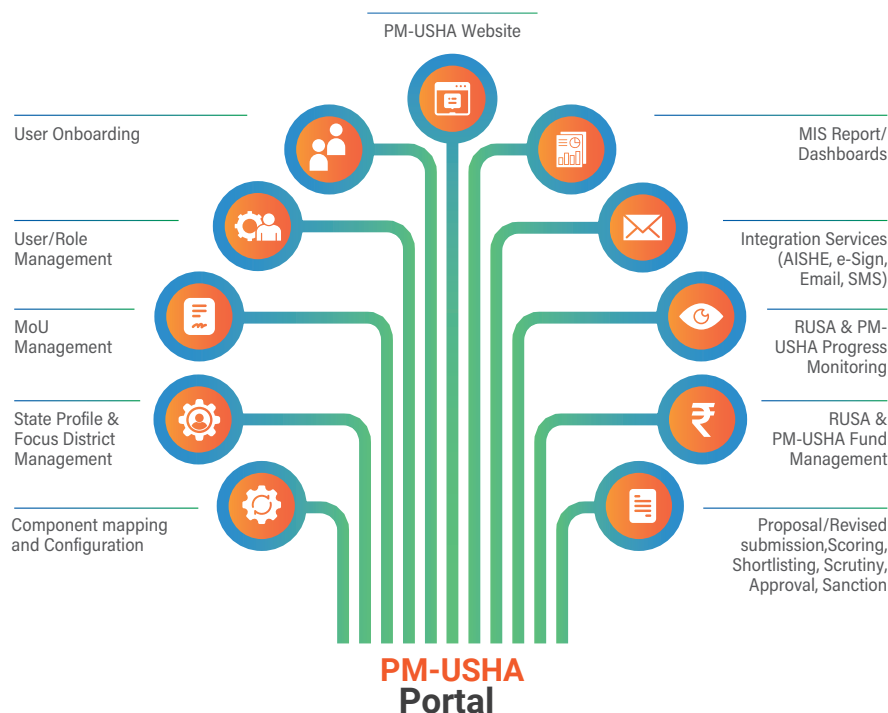 PM-USHA Website
User Onboarding
MIS Report/
Dashboards
User/Role
Management
Integration Services
(AISHE, e-Sign,
Email, SMS)
MoU
Management
RUSA & PM-
USHA Progress
Monitoring
State Profile &
Focus District
Management
RUSA &
PM-USHA Fund
Management
Component mapping
and Configuration
Proposal/Revised
submission,Scoring,
Shortlisting, Scrutiny,
Approval, Sanction
PM-USHA
Portal